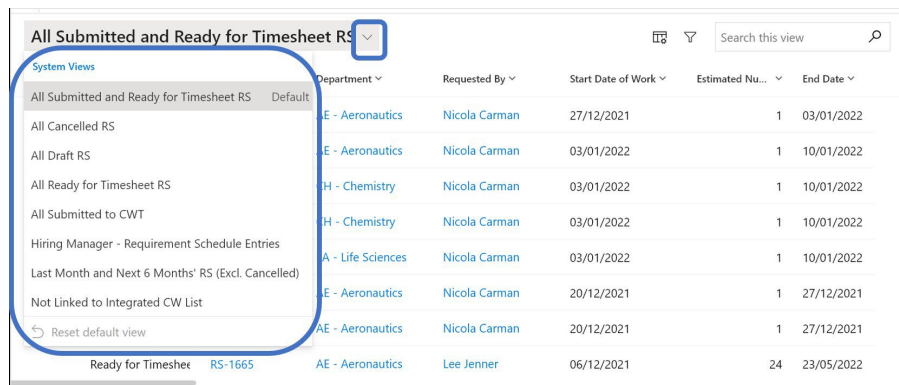 All Submitted and Ready for Timesheet RS
Search this view
System Views
Department Requested By Start Date of Work Estimated Nu... End Date
All Submitted and Ready for Timesheet RS Default
AE - Aeronautics Nicola Carman 27/12/2021 1 03/01/2022
All Cancelled RS
AE - Aeronautics Nicola Carman 03/01/2022 1 10/01/2022
All Draft RS
All Ready for Timesheet RS
CH - Chemistry Nicola Carman 03/01/2022 1 10/01/2022
All Submitted to CWT
CH - Chemistry Nicola Carman 03/01/2022 1 10/01/2022
Hiring Manager - Requirement Schedule Entries
A - Life Sciences Nicola Carman 03/01/2022 1 10/01/2022
Last Month and Next 6 Months' RS (Excl. Cancelled)
AE - Aeronautics Nicola Carman 20/12/2021 1 27/12/2021
Not Linked to Integrated CW List
Reset default view
AE - Aeronautics Nicola Carman 20/12/2021 1 27/12/2021
Ready for Timeshee RS-1665 AE - Aeronautics Lee Jenner 06/12/2021 24 23/05/2022